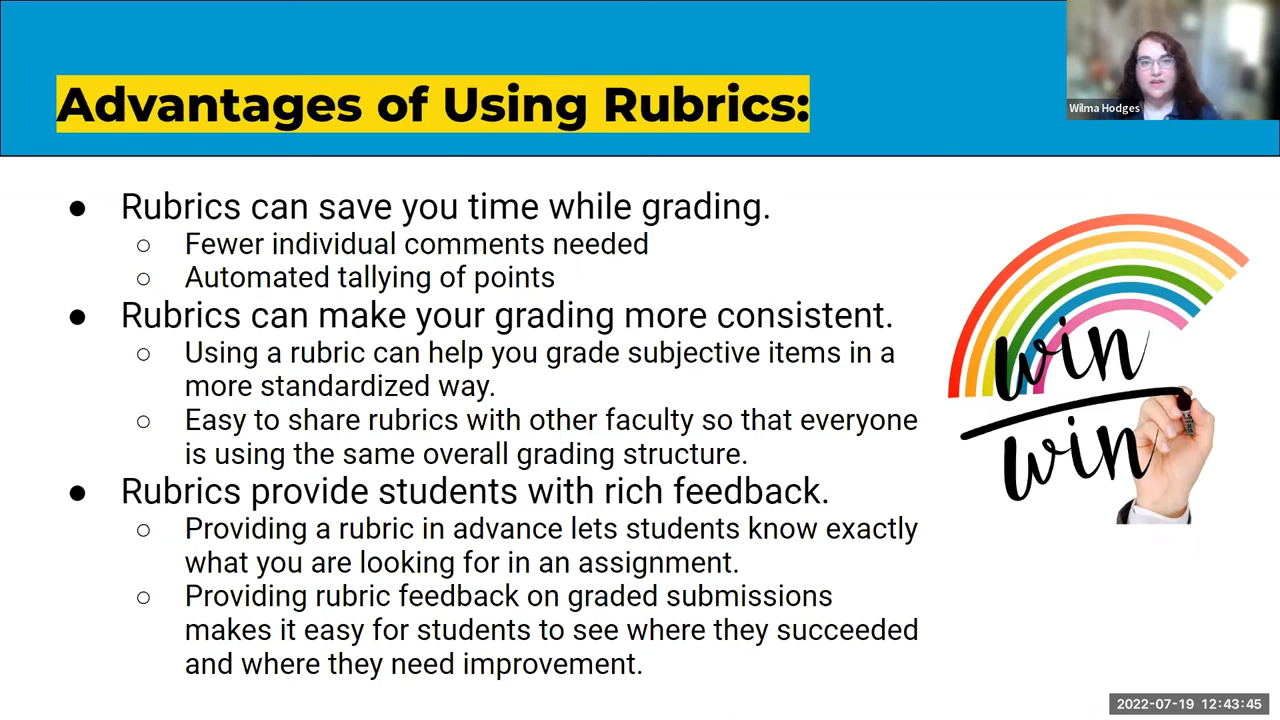 Wilma Hodges
Advantages of Using Rubrics:
● Rubrics can save you time while grading.
○ Fewer individual comments needed
○ Automated tallying of points
● Rubrics can make your grading more consistent.
○ Using a rubric can help you grade subjective items in a
more standardized way.
○ Easy to share rubrics with other faculty so that everyone
is using the same overall grading structure.
● Rubrics provide students with rich feedback.
○ Providing a rubric in advance lets students know exactly
what you are looking for in an assignment.
○ Providing rubric feedback on graded submissions
makes it easy for students to see where they succeeded
and where they need improvement.
win
win
2022-07-19 12:43:45